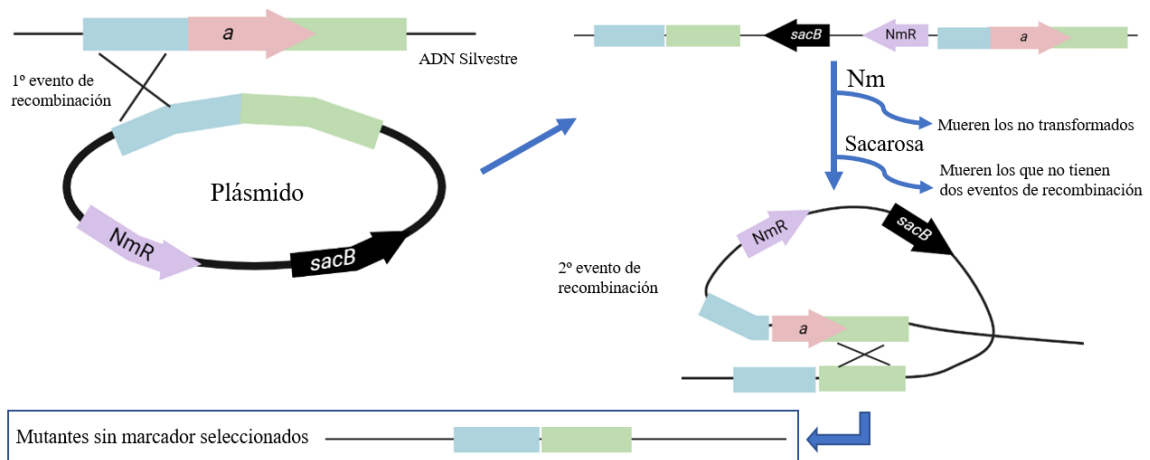 a
ADN Silvestre
1º evento de
recombinación
Plásmido
NmR
sacB
sacB
NmR
a
Nm
Mueren los no transformados
Sacarosa
Mueren los que no tienen
dos eventos de recombinación
NmR
sacB
2º evento de
recombinación
a
Mutantes sin marcador seleccionados